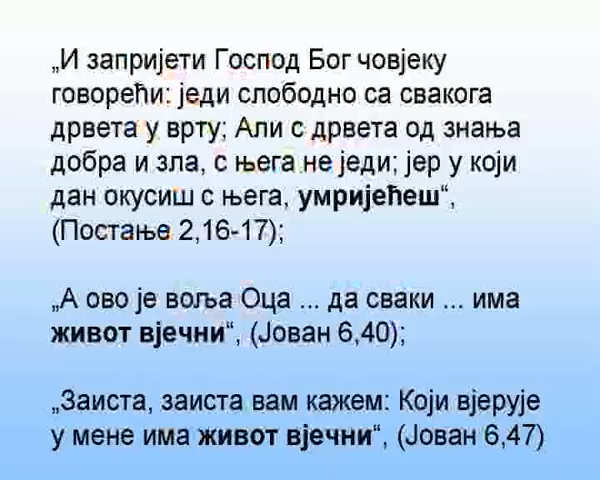 „И запријети Господ Бог човјеку
говорећи: једи слободно са свакога
дрвета у врту; Али с дрвета од знања
добра и зла, с њега не једи; јер у који
дан окусиш с њега, умријећеш“,
(Постање 2,16-17);
„А ово је воља Оца ... да сваки ... има
живот вјечни“, (Јован 6,40);
„Заиста, заиста вам кажем: Који вјерује
у мене има живот вјечни“, (Јован 6,47)